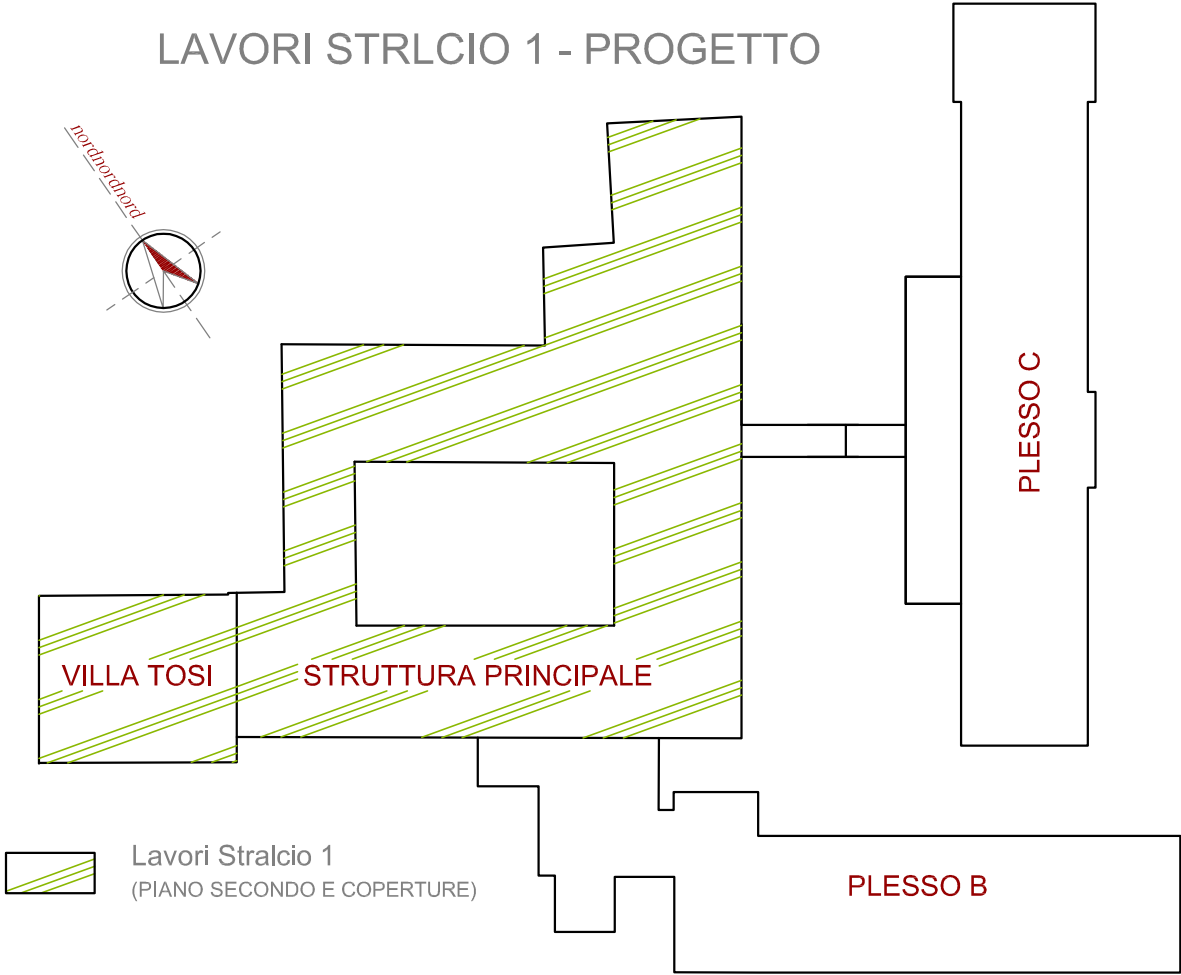 LAVORI STRLCIO 1 - PROGETTO
nordnordnord
PLESSO C
VILLA TOSI
STRUTTURA PRINCIPALE
Lavori Stralcio 1
(PIANO SECONDO E COPERTURE)
PLESSO B